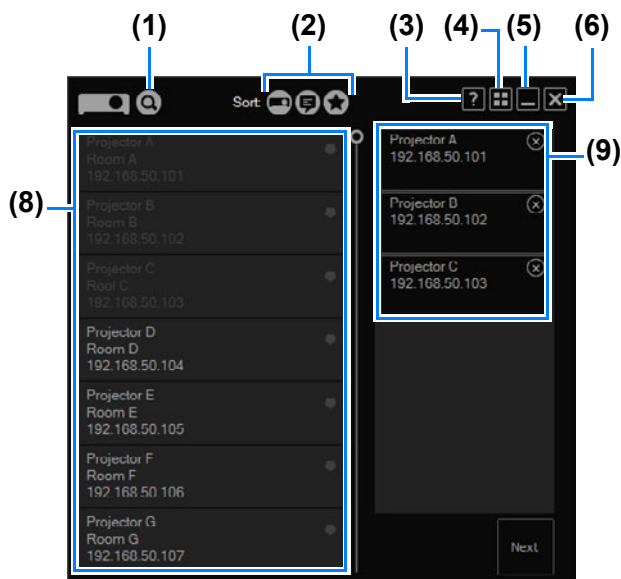 (1) (2) (3) (4) (5) (6)
Sort: ?
Projector A
Room A
192.168.50.101
Projector B
Room B
192.168.50.102
Projector C
Rool C
192.168.50.103
Projector D
Room D
192.168.50.104
Projector E
Room E
192.168.50.105
Projector F
Room F
192.168.50.106
Projector G
Room G
192.168.50.107
(8)
Projector A
192.168.50.101
Projector B
192.168.50.102
Projector C
192.168.50.103
(9)
Next